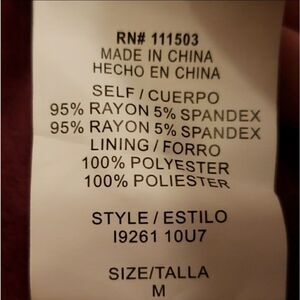 RN# 111503
MADE IN CHINA
HECHO EN CHINA
SELF / CUERPO
95% RAYON 5% SPANDEX
95% RAYON 5% SPANDEX
LINING / FORRO
100% POLYESTER
100% POLIESTER
STYLE / ESTILO
I9261 10U7
SIZE/TALLA
M